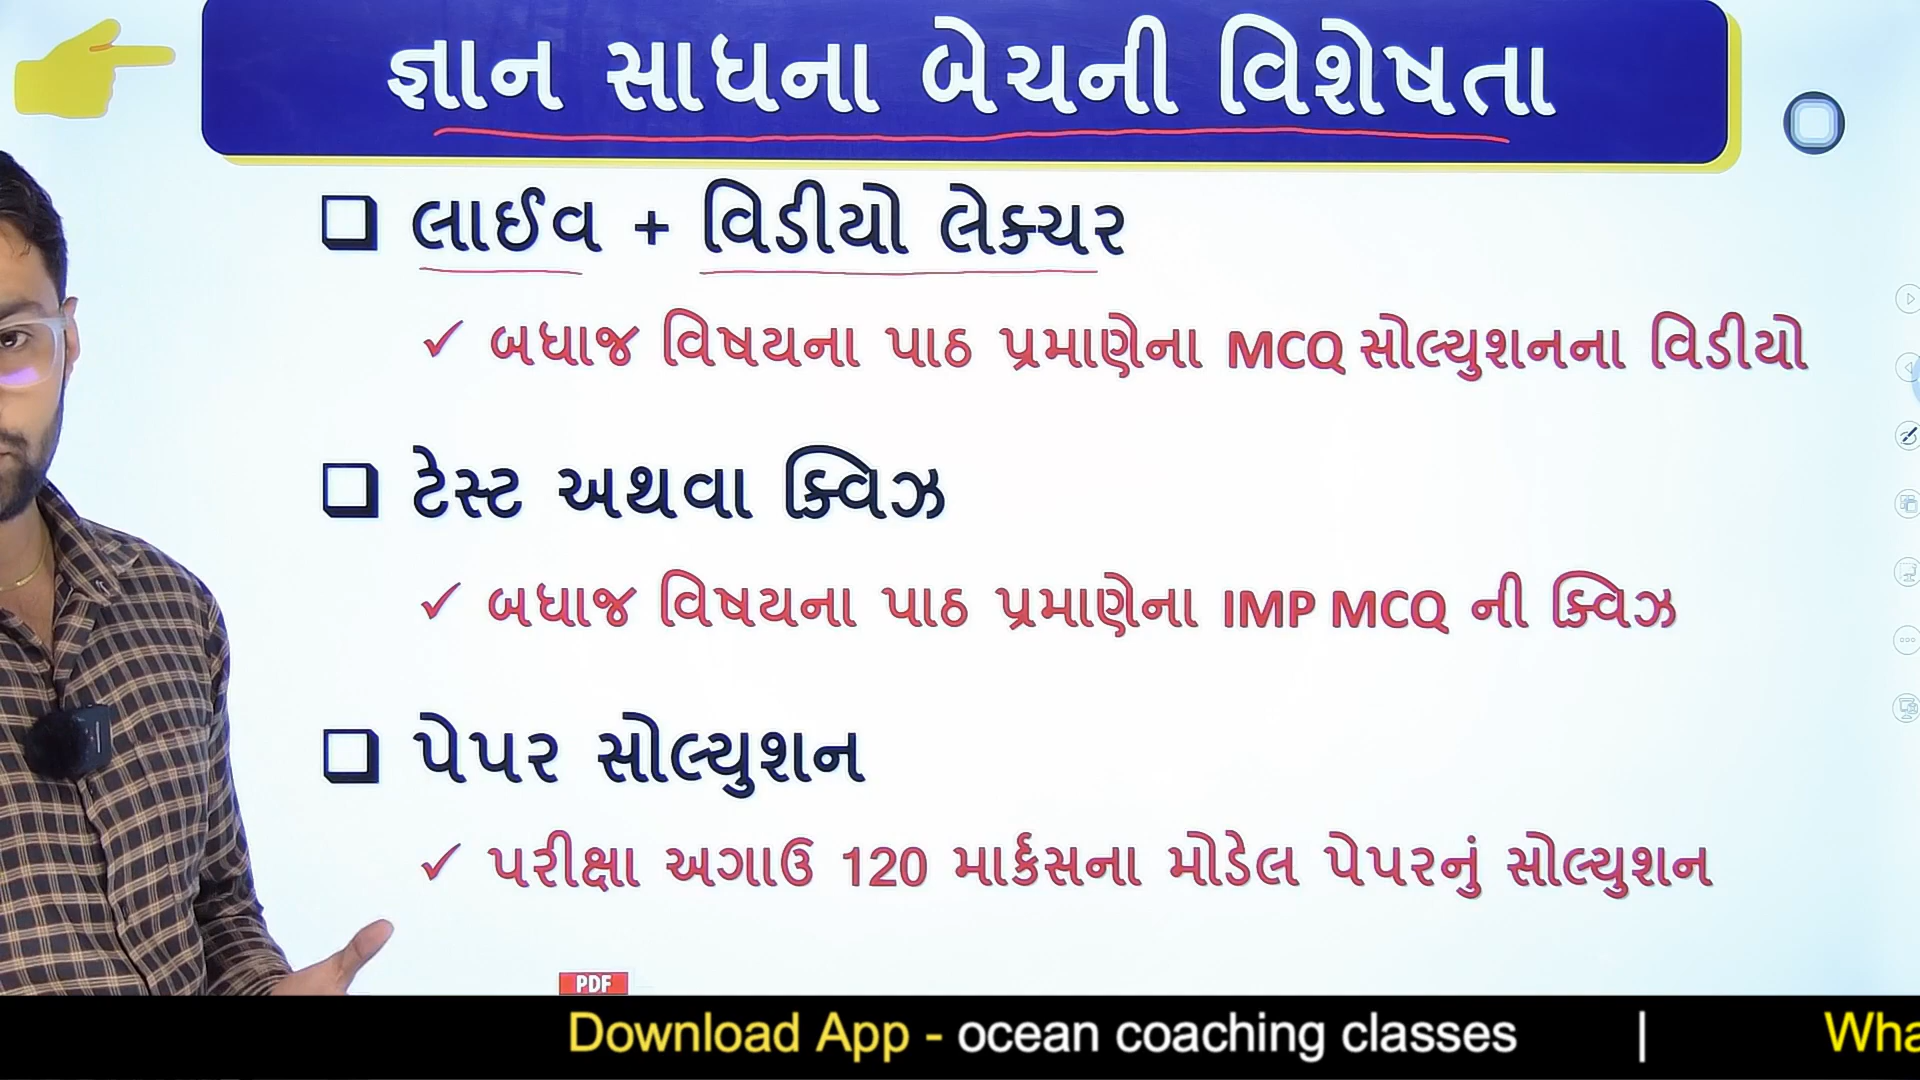 જ્ઞાન સાધના બેચની વિશેષતા
લાઈવ + વિડીયો લેક્ચર
બધાજ વિષયના પાઠ પ્રમાણેના MCQ સોલ્યુશનના વિડીયો
ટેસ્ટ અથવા ક્વિઝ
બધાજ વિષયના પાઠ પ્રમાણેના IMP MCQ ની ક્વિઝ
પેપર સોલ્યુશન
પરીક્ષા અગાઉ 120 માર્કસના મોડેલ પેપરનું સોલ્યુશન
PDF
Download App - ocean coaching classes | Wha